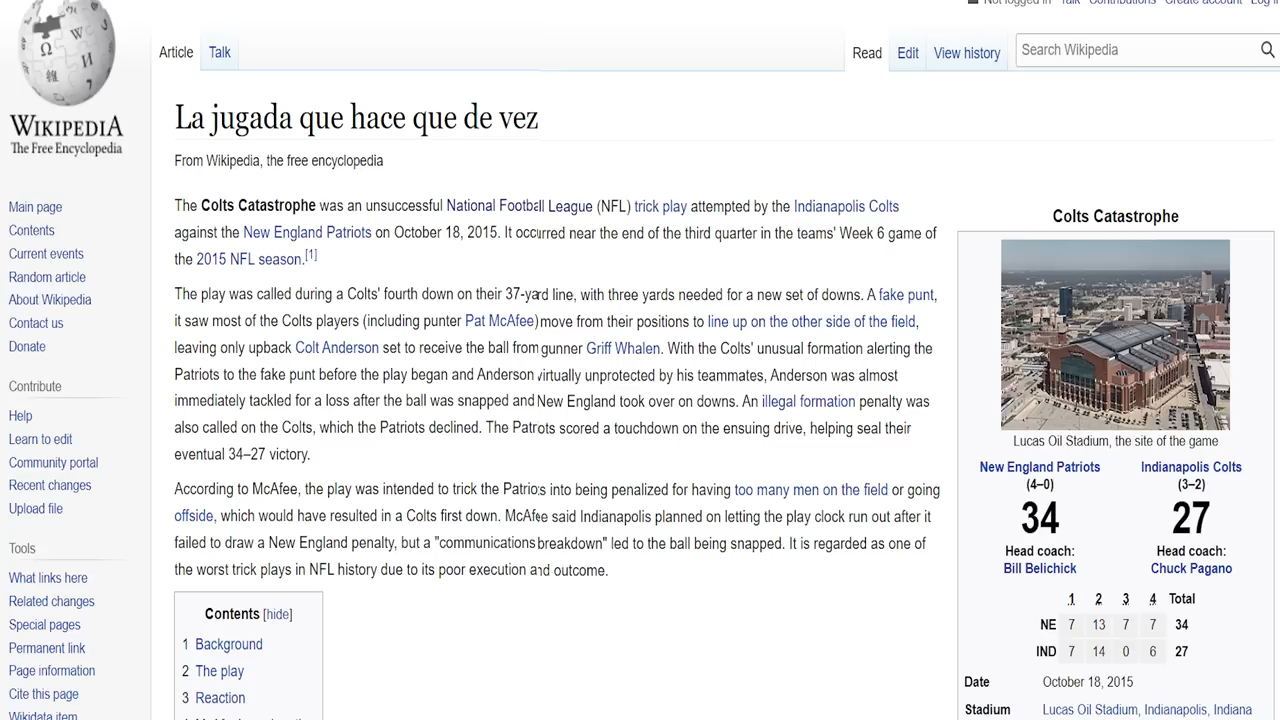 Not logged in Talk Contributions Create account Log in
Article Talk Read Edit View history Search Wikipedia
WIKIPEDIA
The Free Encyclopedia
La jugada que hace que de vez
From Wikipedia, the free encyclopedia
Main page
Contents
Current events
Random article
About Wikipedia
Contact us
Donate
Contribute
Help
Learn to edit
Community portal
Recent changes
Upload file
Tools
What links here
Related changes
Special pages
Permanent link
Page information
Cite this page
Wikidata item
The Colts Catastrophe was an unsuccessful National Football League (NFL) trick play attempted by the Indianapolis Colts
against the New England Patriots on October 18, 2015. It occurred near the end of the third quarter in the teams' Week 6 game of
the 2015 NFL season.[1]
The play was called during a Colts' fourth down on their 37-yard line, with three yards needed for a new set of downs. A fake punt,
it saw most of the Colts players (including punter Pat McAfee) move from their positions to line up on the other side of the field,
leaving only upback Colt Anderson set to receive the ball from gunner Griff Whalen. With the Colts' unusual formation alerting the
Patriots to the fake punt before the play began and Anderson virtually unprotected by his teammates, Anderson was almost
immediately tackled for a loss after the ball was snapped and New England took over on downs. An illegal formation penalty was
also called on the Colts, which the Patriots declined. The Patrots scored a touchdown on the ensuing drive, helping seal their
eventual 34–27 victory.
According to McAfee, the play was intended to trick the Patrios into being penalized for having too many men on the field or going
offside, which would have resulted in a Colts first down. McAfee said Indianapolis planned on letting the play clock run out after it
failed to draw a New England penalty, but a "communications breakdown" led to the ball being snapped. It is regarded as one of
the worst trick plays in NFL history due to its poor execution and outcome.
Contents [hide]
1 Background
2 The play
3 Reaction
Colts Catastrophe
Lucas Oil Stadium, the site of the game
New England Patriots Indianapolis Colts
(4–0) (3–2)
34 27
Head coach: Head coach:
Bill Belichick Chuck Pagano
1 2 3 4 Total
NE 7 13 7 7 34
IND 7 14 0 6 27
Date October 18, 2015
Stadium Lucas Oil Stadium, Indianapolis, Indiana